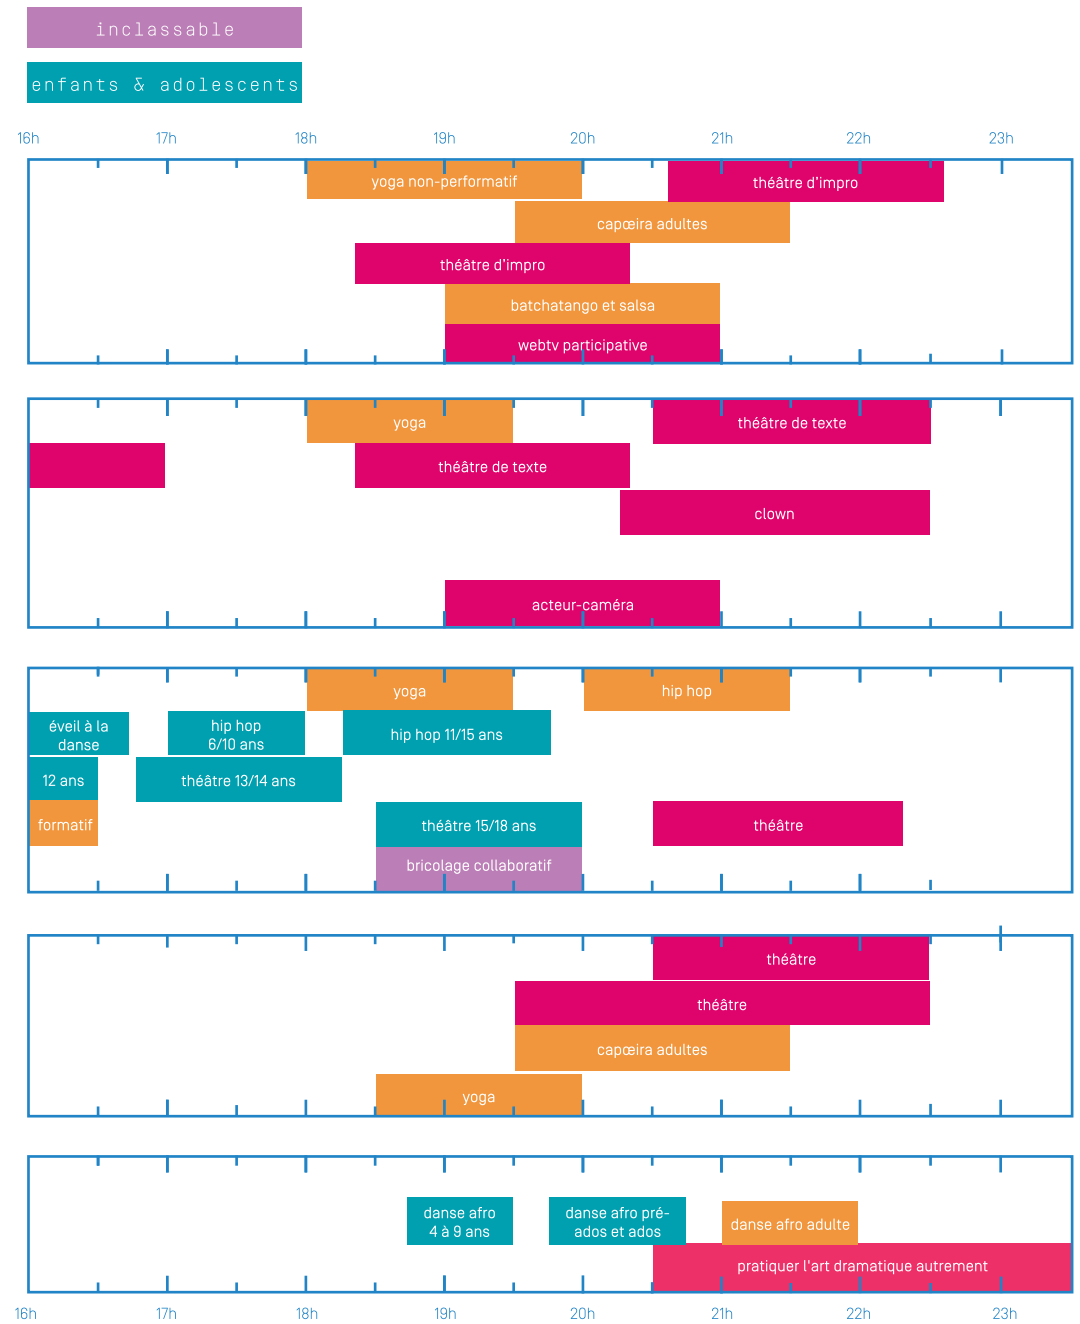 inclassable
enfants & adolescents
16h 17h 18h 19h 20h 21h 22h 23h
yoga non-performatif
théâtre d'impro
capœira adultes
théâtre d'impro
batchatango et salsa
webtv participative
yoga
théâtre de texte
théâtre de texte
clown
acteur-caméra
yoga
hip hop
éveil à la
danse
hip hop
6/10 ans
hip hop 11/15 ans
12 ans
théâtre 13/14 ans
formatif
théâtre 15/18 ans
théâtre
bricolage collaboratif
théâtre
théâtre
capœira adultes
yoga
danse afro
4 à 9 ans
danse afro pré-
ados et ados
danse afro adulte
pratiquer l'art dramatique autrement
16h 17h 18h 19h 20h 21h 22h 23h